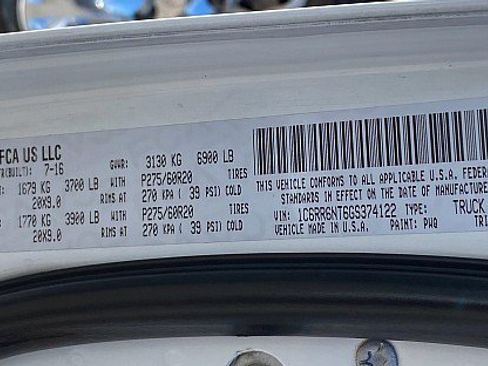 FCA US LLC
(BUILT): 7-16 GVWR: 3130 KG 6900 LB
1679 KG 3700 LB WITH P275/60R20 TIRES
20X9.0 RIMS AT 270 KPA ( 39 PSI) COLD
1770 KG 3900 LB WITH P275/60R20 TIRES
20X9.0 RIMS AT 270 KPA ( 39 PSI) COLD
THIS VEHICLE CONFORMS TO ALL APPLICABLE U.S.A. FEDER
STANDARDS IN EFFECT ON THE DATE OF MANUFACTURE
VIN: 1C6RR6NT6GS374122 TYPE: TRUCK
VEHICLE MADE IN U.S.A. PAINT: PWQ TRI